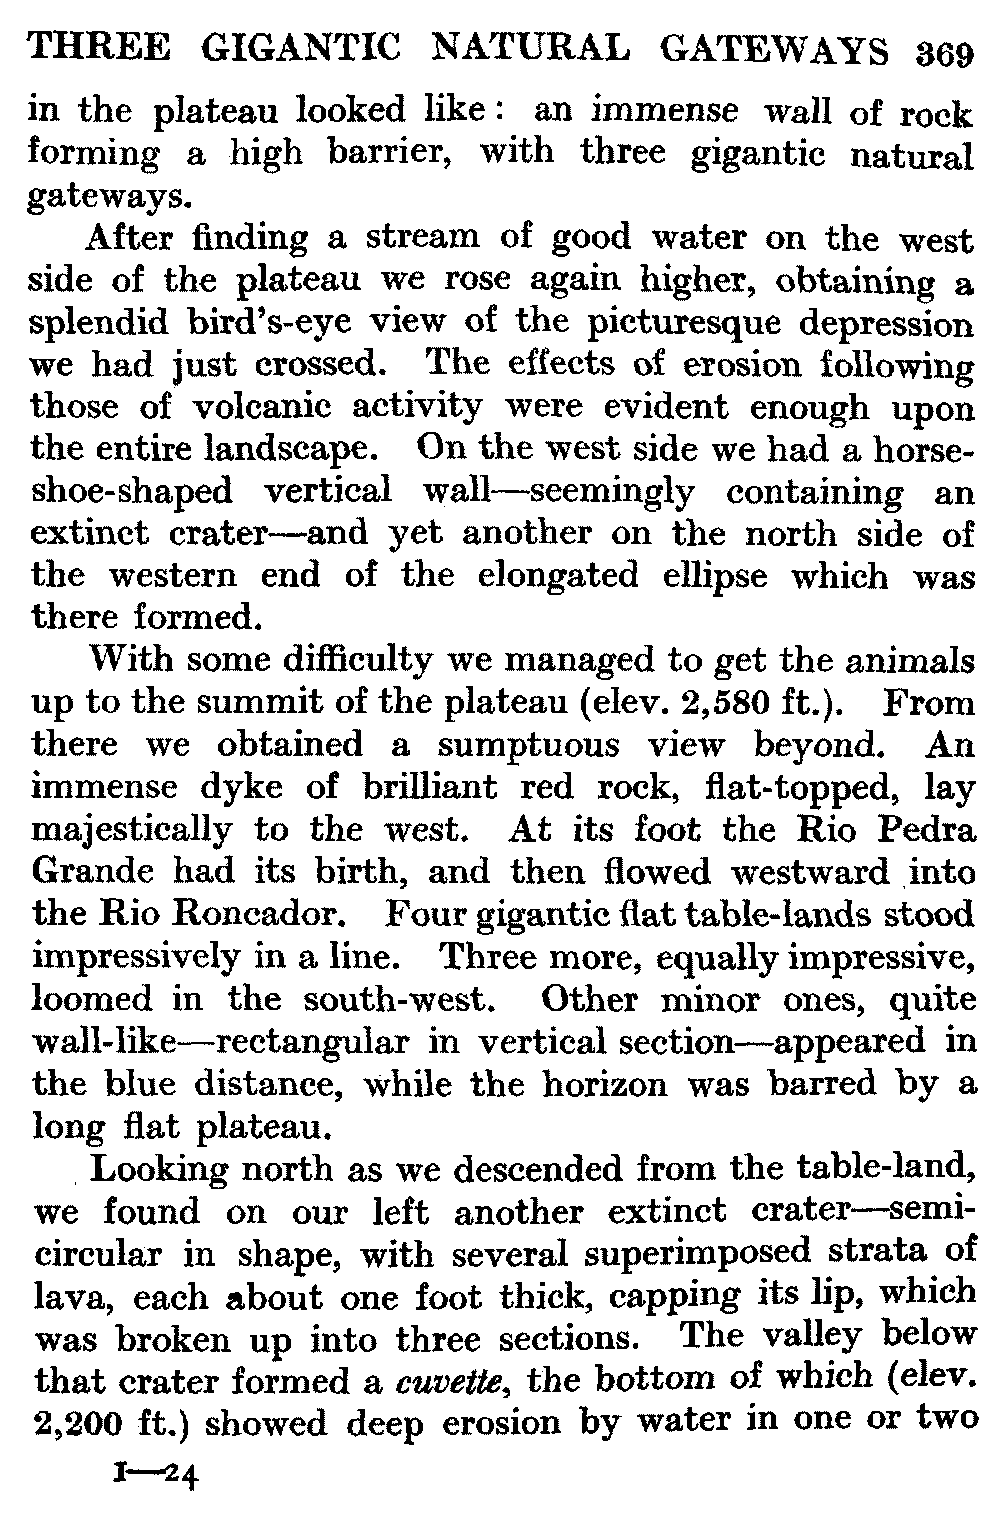 THREE GIGANTIC NATURAL GATEWAYS 369
in the plateau looked like: an immense wall of rock
forming a high barrier, with three gigantic natural
gateways.
After finding a stream of good water on the west
side of the plateau we rose again higher, obtaining a
splendid bird's-eye view of the picturesque depression
we had just crossed. The effects of erosion following
those of volcanic activity were evident enough upon
the entire landscape. On the west side we had a horse-
shoe-shaped vertical wall—seemingly containing an
extinct crater—and yet another on the north side of
the western end of the elongated ellipse which was
there formed.
With some difficulty we managed to get the animals
up to the summit of the plateau (elev. 2,580 ft.). From
there we obtained a sumptuous view beyond. An
immense dyke of brilliant red rock, flat-topped, lay
majestically to the west. At its foot the Rio Pedra
Grande had its birth, and then flowed westward into
the Rio Roncador. Four gigantic flat table-lands stood
impressively in a line. Three more, equally impressive,
loomed in the south-west. Other minor ones, quite
wall-like—rectangular in vertical section—appeared in
the blue distance, while the horizon was barred by a
long flat plateau.
Looking north as we descended from the table-land,
we found on our left another extinct crater—semi-
circular in shape, with several superimposed strata of
lava, each about one foot thick, capping its lip, which
was broken up into three sections. The valley below
that crater formed a cuvette, the bottom of which (elev.
2,200 ft.) showed deep erosion by water in one or two
I—24